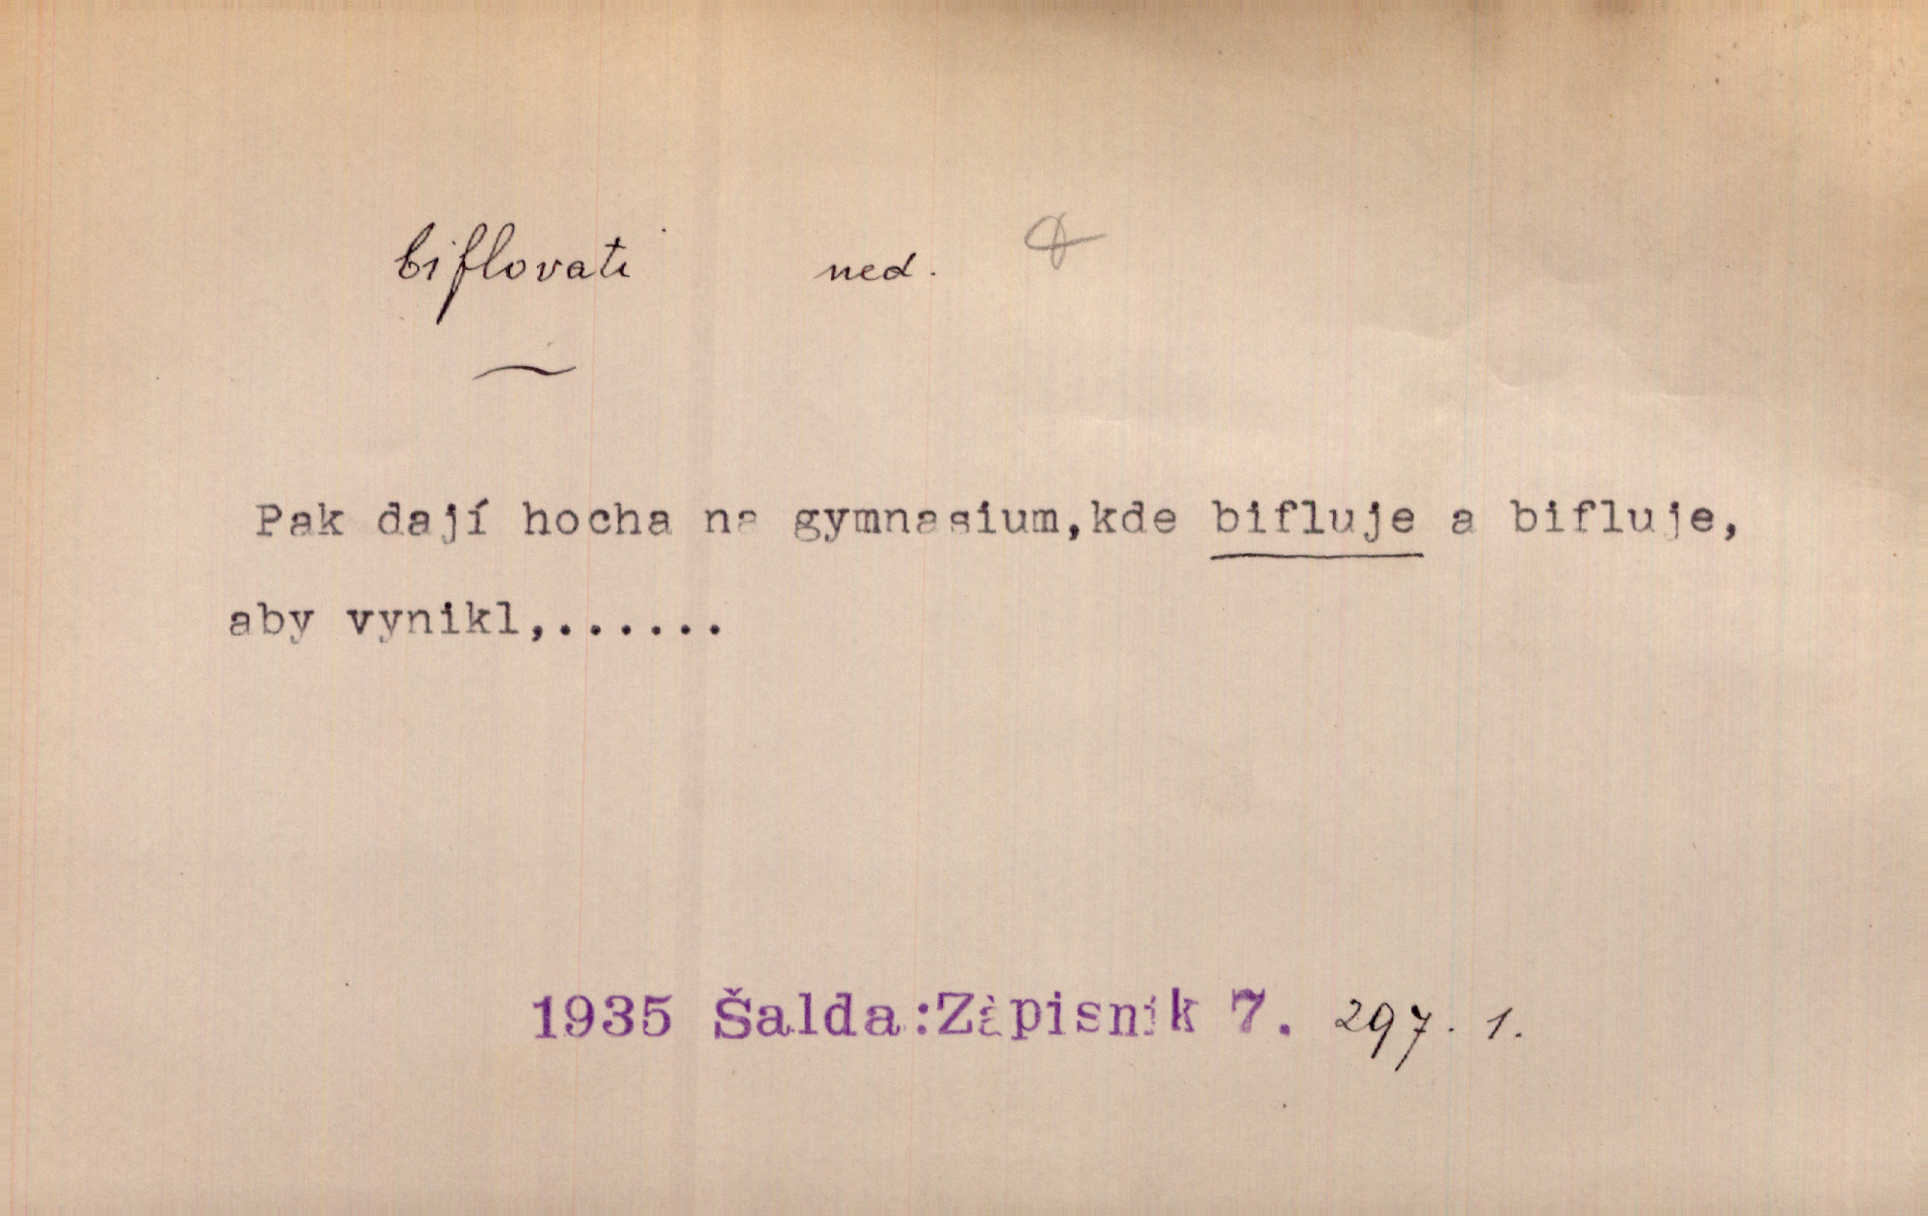 biflovati ned.
Pak dají hocha na gymnasium,kde bifluje a bifluje,
aby vynikl,......
1935 Šalda:Zápisník 7. 297. 1.